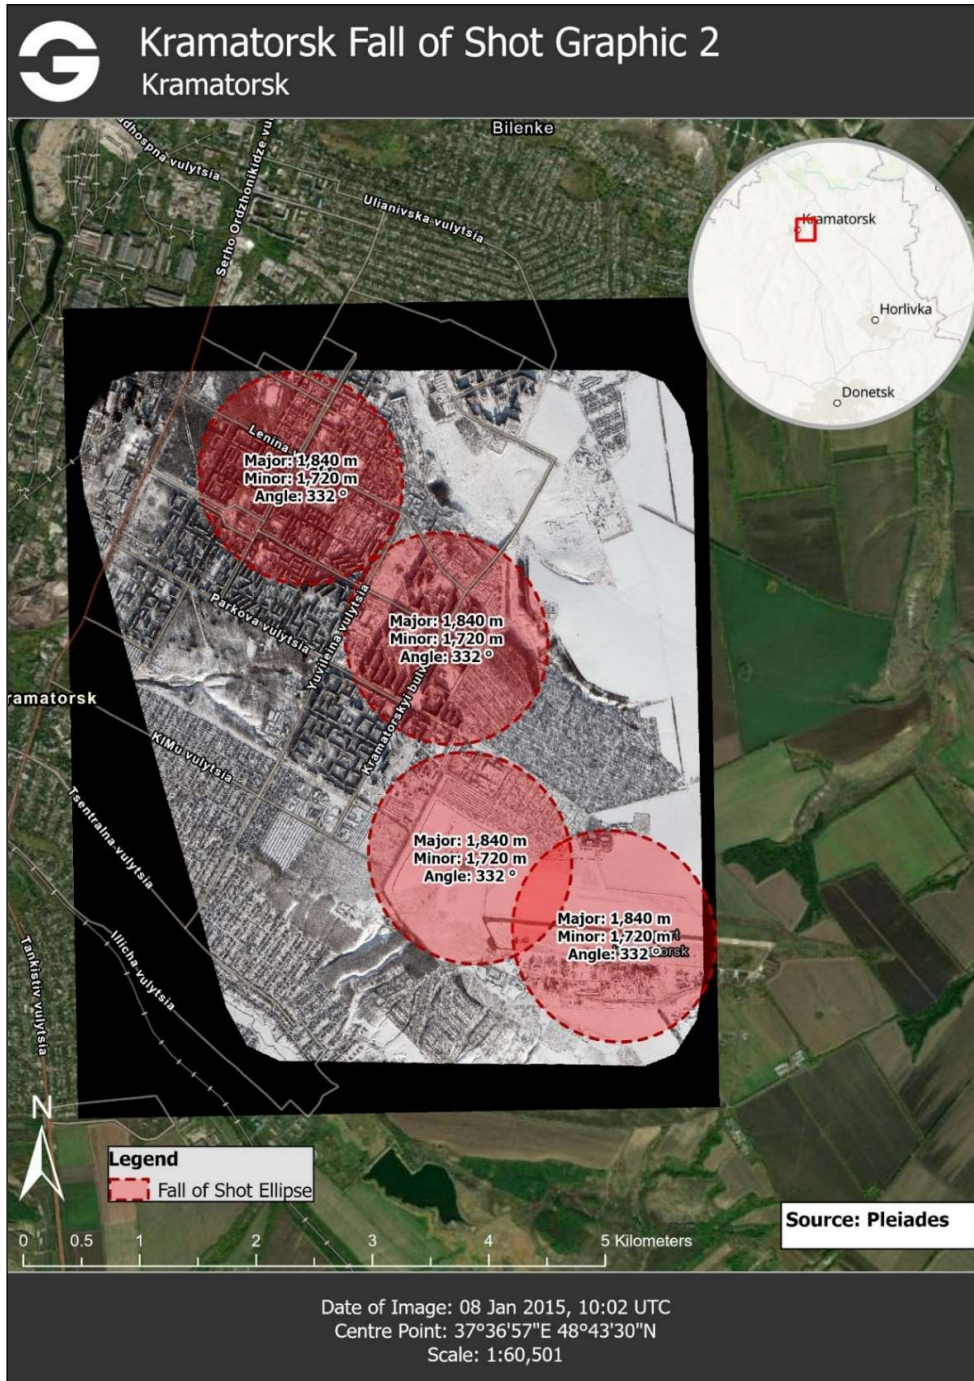 Kramatorsk Fall of Shot Graphic 2
Kramatorsk
Bilenke
Serho Ordzhonikidze vu
Ulianivska vulytsia
Kramatorsk
Horlivka
Donetsk
Lenina
Major: 1,840 m
Minor: 1,720 m
Angle: 332 °
Parkova vulytsia
Yuvileina vulytsia
Major: 1,840 m
Minor: 1,720 m
Angle: 332 °
Kramatorskyi bulv
ramatorsk
KIMu vulytsia
Tsentralna vulytsia
Major: 1,840 m
Minor: 1,720 m
Angle: 332 °
Major: 1,840 m
Minor: 1,720 m
Angle: 332 °
orsk
Illicha vulytsia
Tankistiv vulytsia
N
Legend
Fall of Shot Ellipse
Source: Pleiades
0 0.5 1 2 3 4 5 Kilometers
Date of Image: 08 Jan 2015, 10:02 UTC
Centre Point: 37°36'57"E 48°43'30"N
Scale: 1:60,501